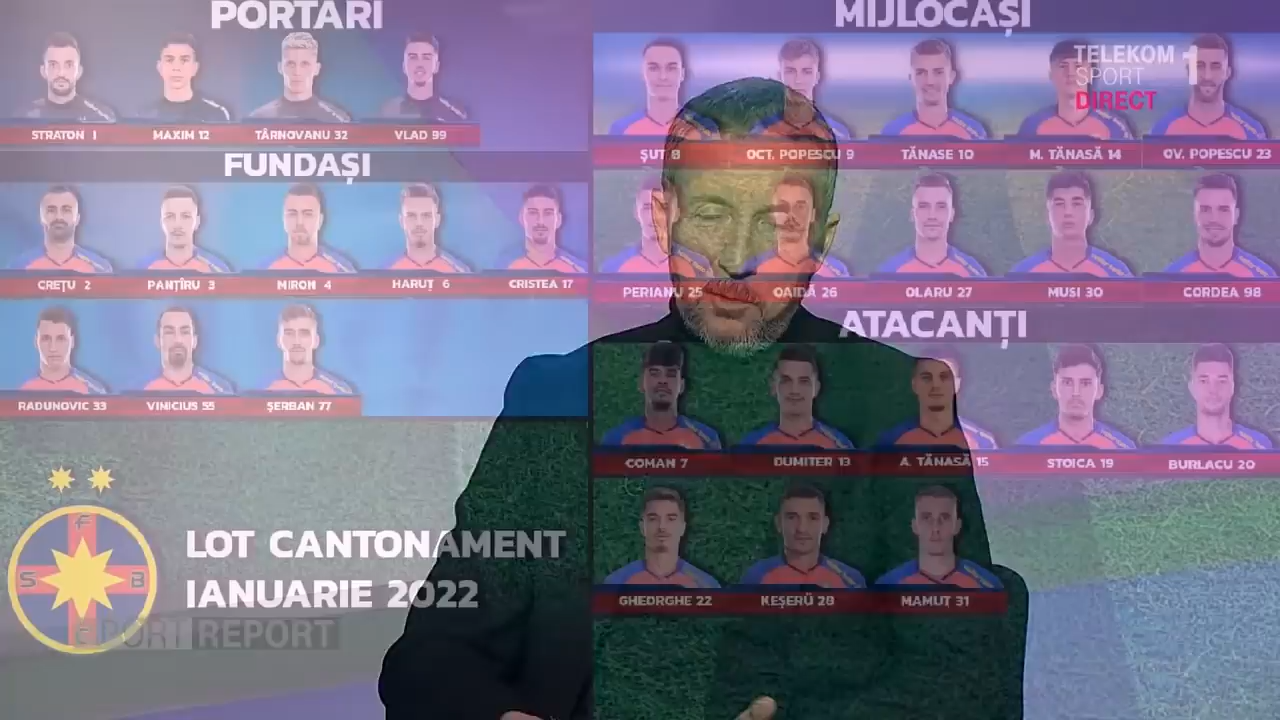 PORTARI
STRATON 1
MAXIM 12
TÂRNOVANU 32
VLAD 99
FUNDAȘI
CREȚU 2
PANȚÎRU 3
MIRON 4
HARUȚ 6
CRISTEA 17
RADUNOVIC 33
VINICIUS 55
ȘERBAN 77
FCSB
LOT CANTONAMENT
IANUARIE 2022
SPORT REPORT
MIJLOCAȘI
TELEKOM
SPORT 1
DIRECT
ȘUT 8
OCT. POPESCU 9
TĂNASE 10
M. TĂNASĂ 14
OV. POPESCU 23
PERIANU 25
OAIDĂ 26
OLARU 27
MUSI 30
CORDEA 98
ATACANȚI
COMAN 7
DUMITER 13
A. TĂNASĂ 15
STOICA 19
BURLACU 20
GHEORGHE 22
KEȘERÜ 28
MAMUT 31